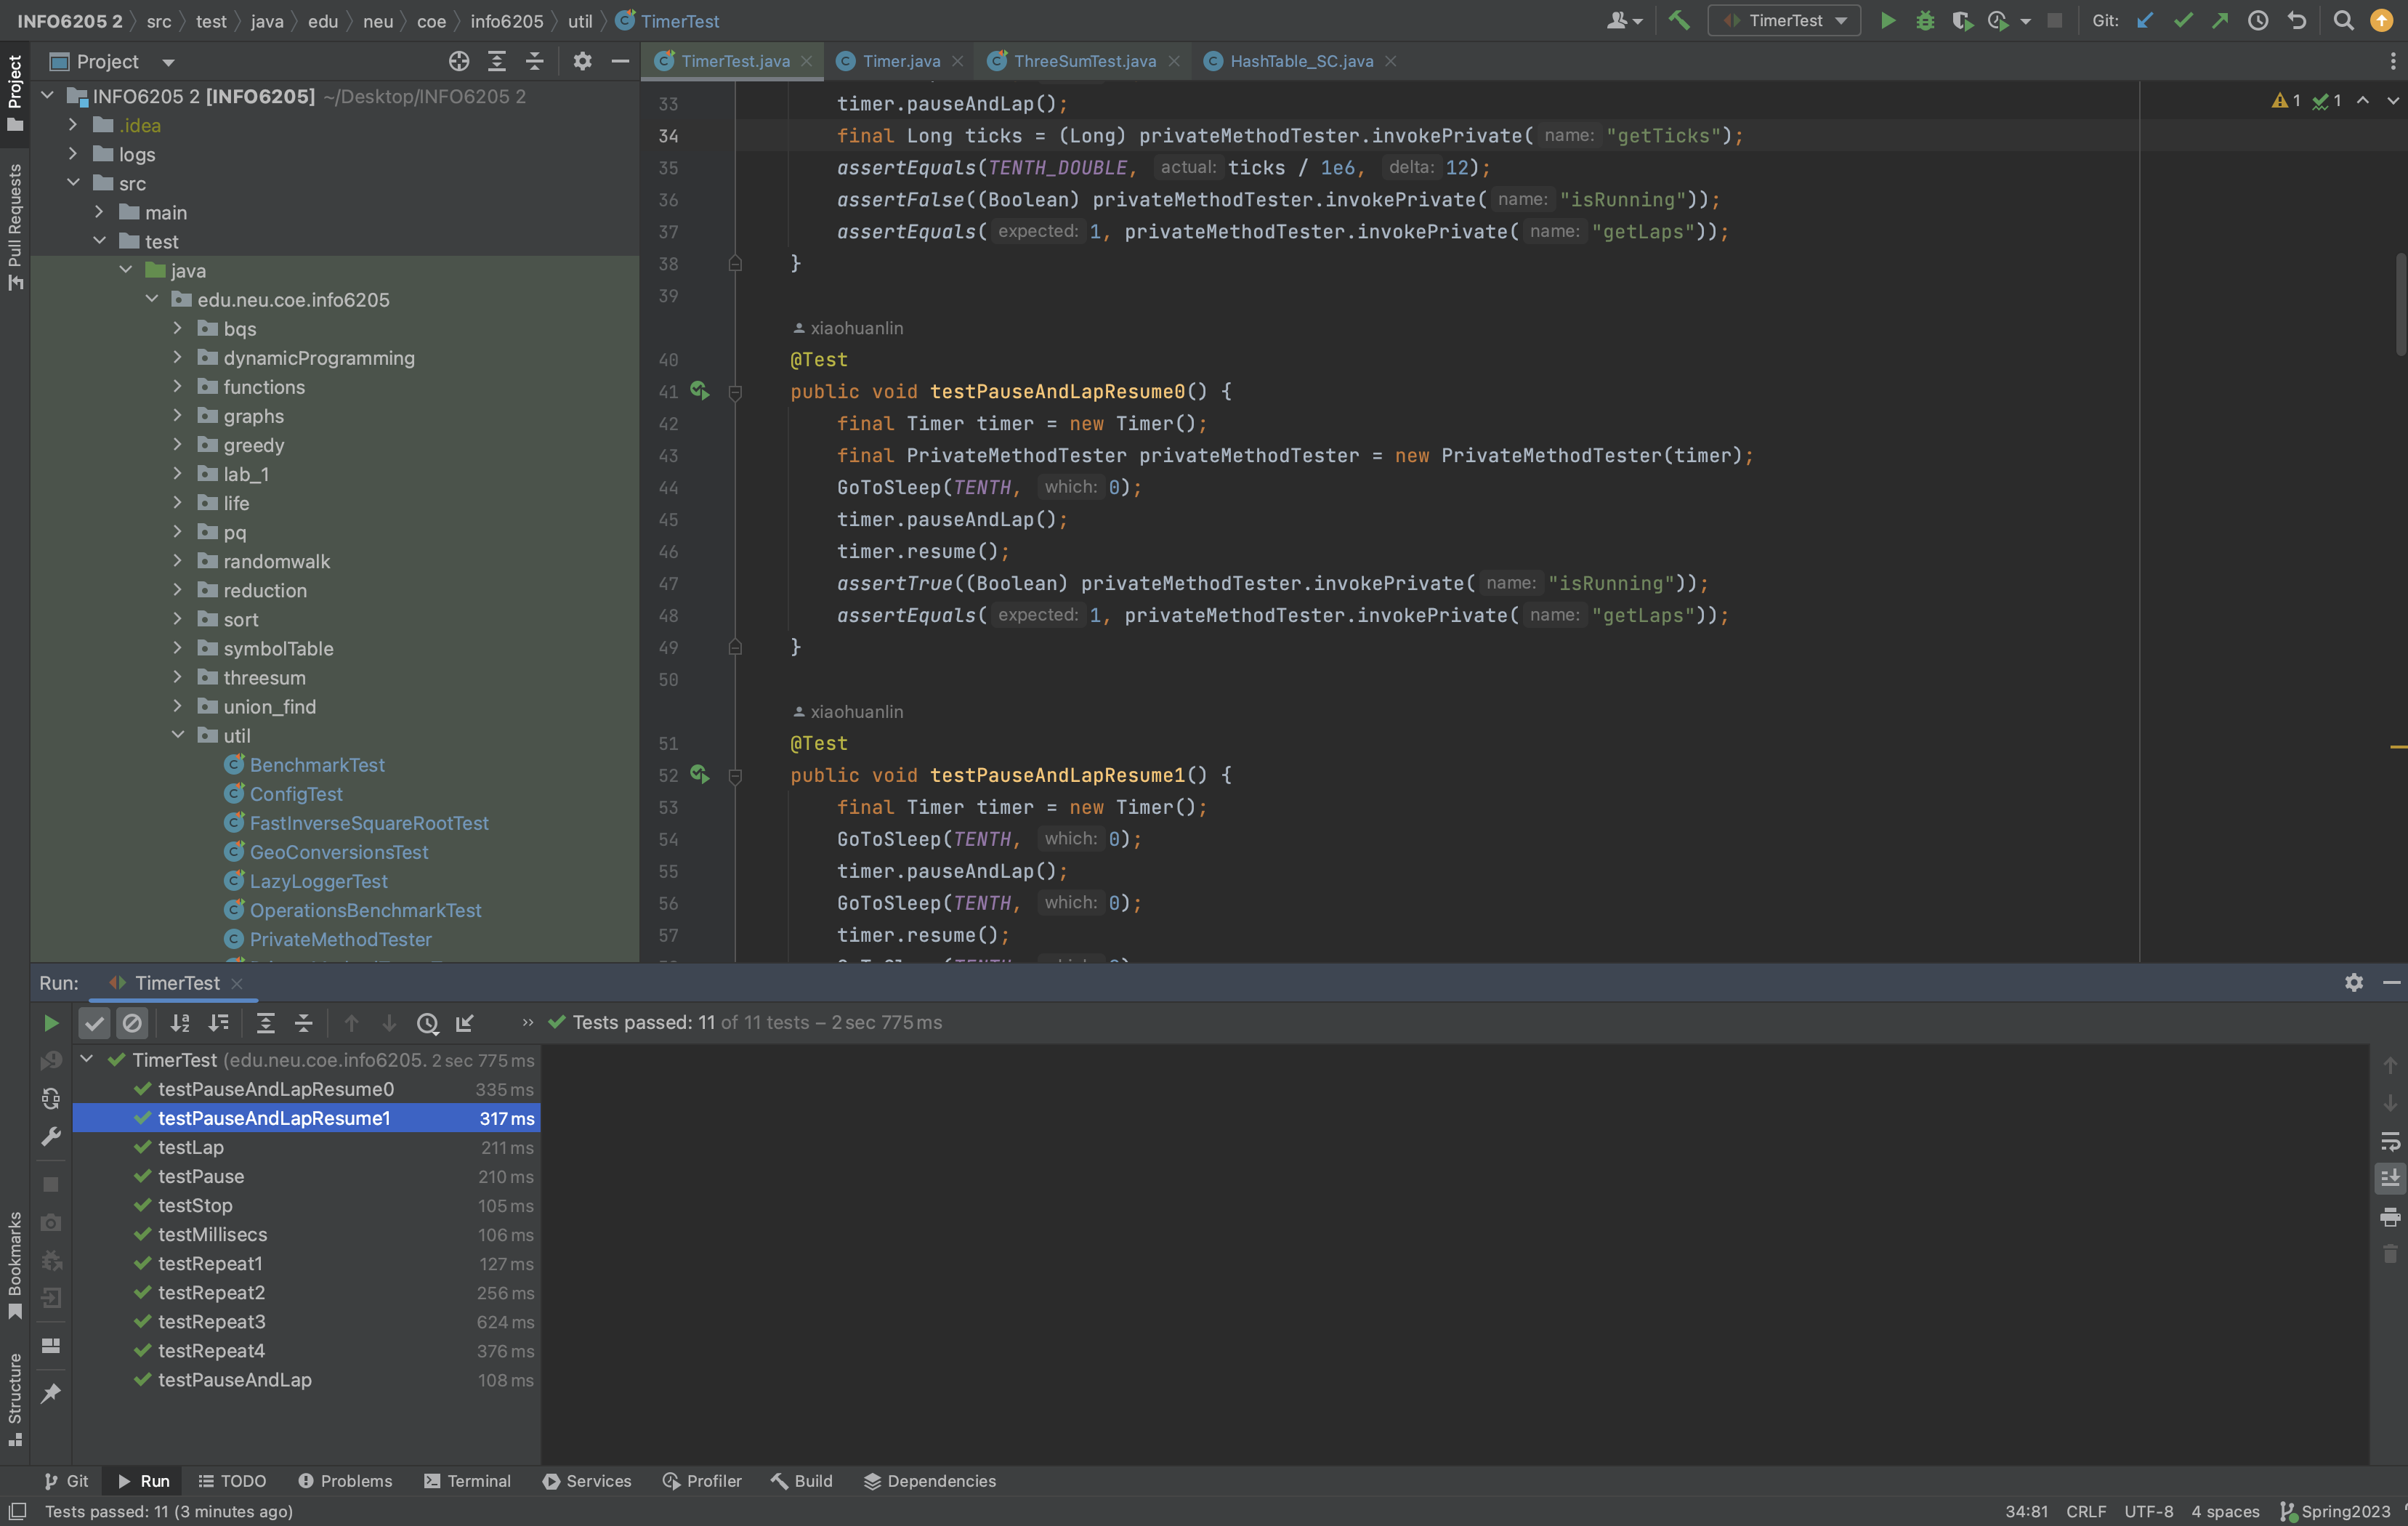 INFO6205 2 〉 src 〉 test 〉 java 〉 edu 〉 neu 〉 coe 〉 info6205 〉 util 〉 TimerTest
TimerTest
Git:
Project
INFO6205 2 [INFO6205] ~/Desktop/INFO6205 2
.idea
logs
src
main
test
java
edu.neu.coe.info6205
bqs
dynamicProgramming
functions
graphs
greedy
lab_1
life
pq
randomwalk
reduction
sort
symbolTable
threesum
union_find
util
BenchmarkTest
ConfigTest
FastInverseSquareRootTest
GeoConversionsTest
LazyLoggerTest
OperationsBenchmarkTest
PrivateMethodTester
Project
Pull Requests
Bookmarks
Structure
TimerTest.java Timer.java ThreeSumTest.java HashTable_SC.java
1 1
33 timer.pauseAndLap();
34 final Long ticks = (Long) privateMethodTester.invokePrivate( name: "getTicks");
35 assertEquals(TENTH_DOUBLE, actual: ticks / 1e6, delta: 12);
36 assertFalse((Boolean) privateMethodTester.invokePrivate( name: "isRunning"));
37 assertEquals( expected: 1, privateMethodTester.invokePrivate( name: "getLaps"));
38 }
39
xiaohuanlin
40 @Test
41 public void testPauseAndLapResume0() {
42 final Timer timer = new Timer();
43 final PrivateMethodTester privateMethodTester = new PrivateMethodTester(timer);
44 GoToSleep(TENTH, which: 0);
45 timer.pauseAndLap();
46 timer.resume();
47 assertTrue((Boolean) privateMethodTester.invokePrivate( name: "isRunning"));
48 assertEquals( expected: 1, privateMethodTester.invokePrivate( name: "getLaps"));
49 }
50
xiaohuanlin
51 @Test
52 public void testPauseAndLapResume1() {
53 final Timer timer = new Timer();
54 GoToSleep(TENTH, which: 0);
55 timer.pauseAndLap();
56 GoToSleep(TENTH, which: 0);
57 timer.resume();
Run: TimerTest
Tests passed: 11 of 11 tests – 2 sec 775 ms
TimerTest (edu.neu.coe.info6205. 2 sec 775 ms
testPauseAndLapResume0 335 ms
testPauseAndLapResume1 317 ms
testLap 211 ms
testPause 210 ms
testStop 105 ms
testMillisecs 106 ms
testRepeat1 127 ms
testRepeat2 256 ms
testRepeat3 624 ms
testRepeat4 376 ms
testPauseAndLap 108 ms
Git Run TODO Problems Terminal Services Profiler Build Dependencies
Tests passed: 11 (3 minutes ago) 34:81 CRLF UTF-8 4 spaces Spring2023